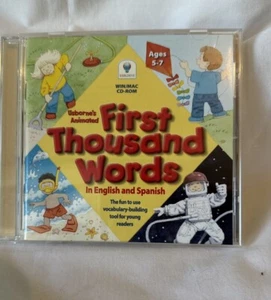 Ages
5-7
WIN/MAC
CD-ROM
Usborne's
Animated
First
Thousand
Words
In English and Spanish
The fun to use
vocabulary-building
tool for young
readers